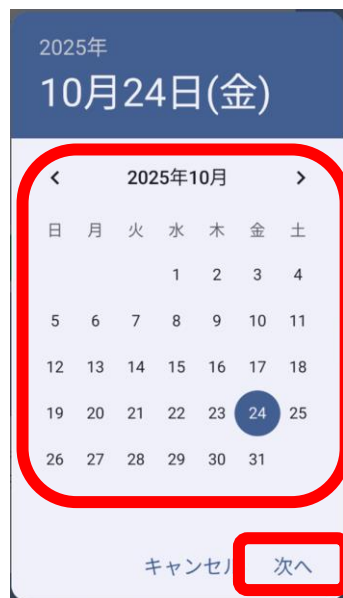 2025年
10月24日(金)
< 2025年10月 >
日 月 火 水 木 金 土
1 2 3 4
5 6 7 8 9 10 11
12 13 14 15 16 17 18
19 20 21 22 23 24 25
26 27 28 29 30 31
キャンセル 次へ